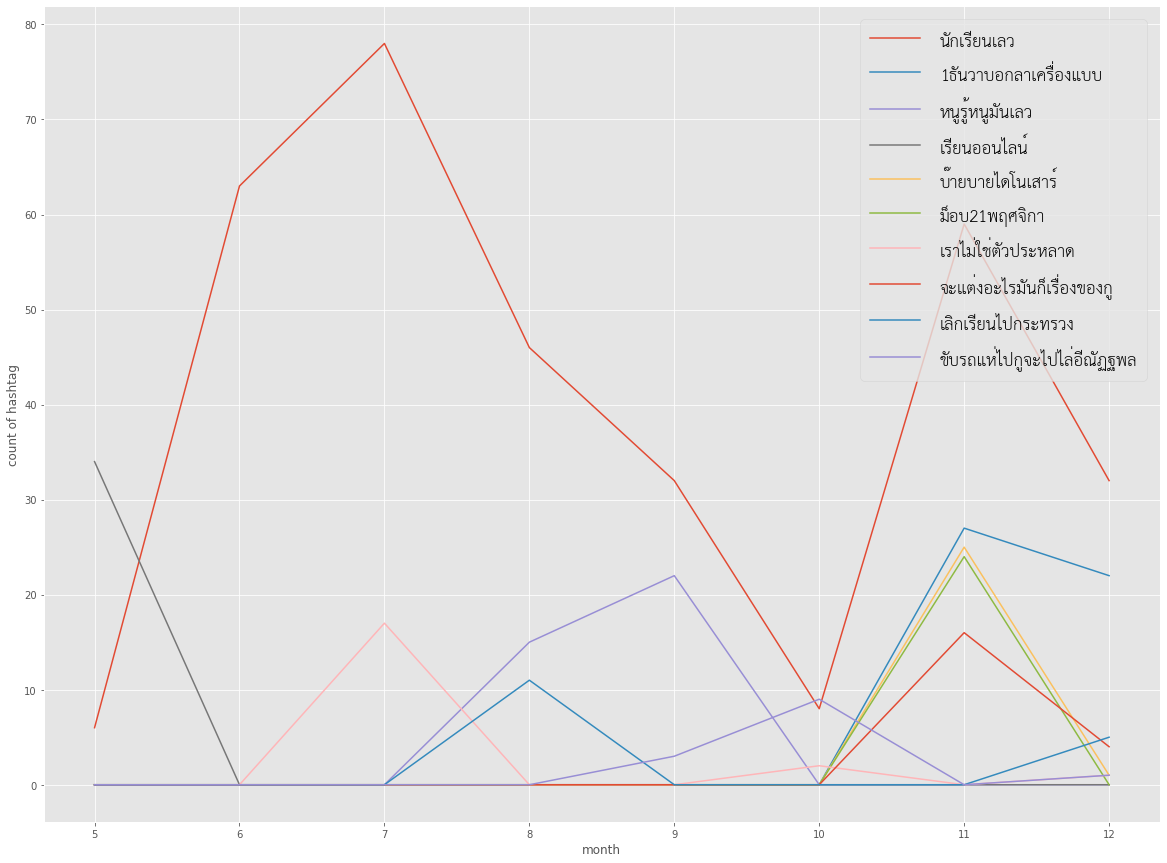 80
70
60
50
40
30
20
10
0
count of hashtag
5 6 7 8 9 10 11 12
month
นักเรียนเลว
1ธันวาบอกลาเครื่องแบบ
หนูรู้หนูมันเลว
เรียนออนไลน์
บ๊ายบายไดโนเสาร์
ม็อบ21พฤศจิกา
เราไม่ใช่ตัวประหลาด
จะแต่งอะไรมันก็เรื่องของกู
เลิกเรียนไปกระทรวง
ขับรถแห่ไปกูจะไปไล่อีณัฏฐพล